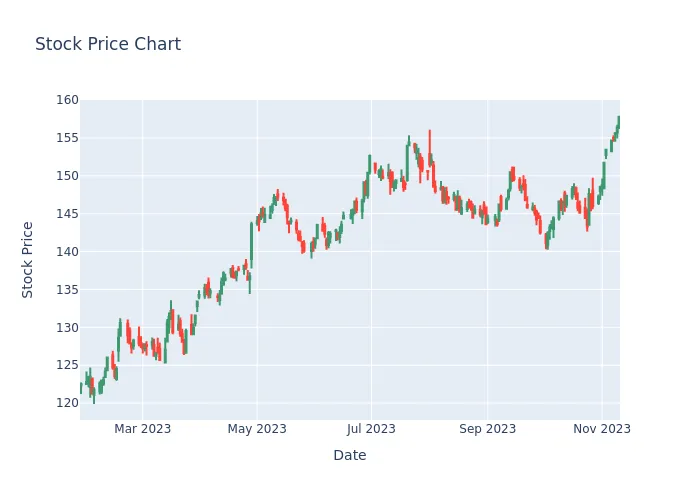 Stock Price Chart
160
155
150
145
140
135
130
125
120
Stock Price
Mar 2023
May 2023
Jul 2023
Sep 2023
Nov 2023
Date